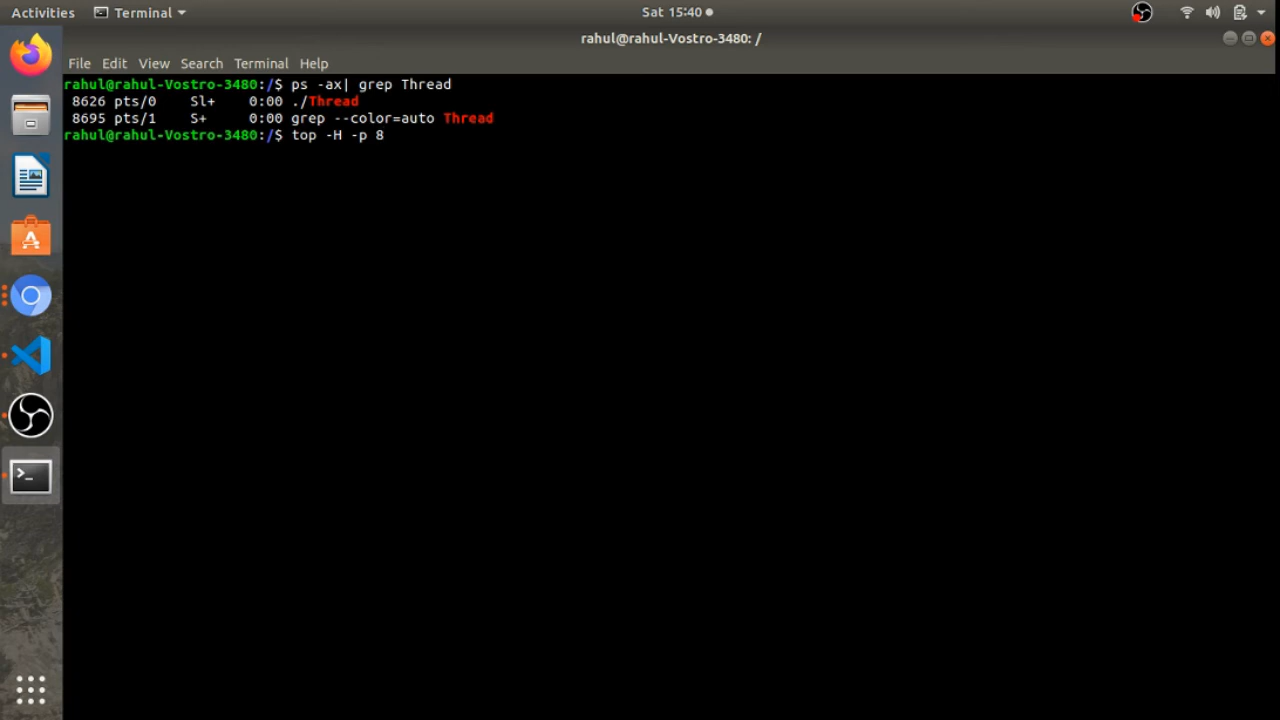 Activities Terminal Sat 15:40
rahul@rahul-Vostro-3480: /
File Edit View Search Terminal Help
rahul@rahul-Vostro-3480:/$ ps -ax| grep Thread
8626 pts/0    Sl+    0:00 ./Thread
8695 pts/1    S+     0:00 grep --color=auto Thread
rahul@rahul-Vostro-3480:/$ top -H -p 8